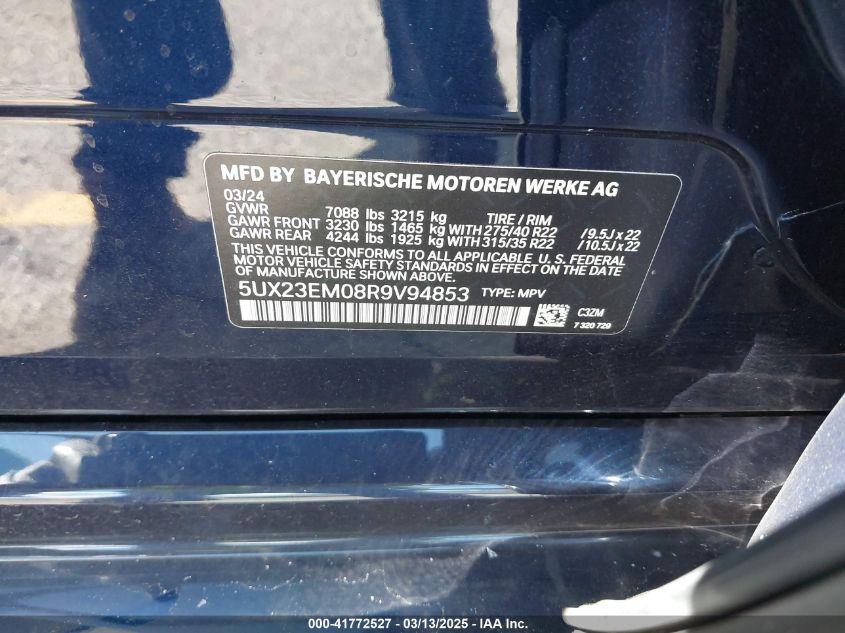 MFD BY BAYERISCHE MOTOREN WERKE AG
03/24
GVWR 7088 lbs 3215 kg TIRE / RIM
GAWR FRONT 3230 lbs 1465 kg WITH 275/40 R22 /9.5J x 22
GAWR REAR 4244 lbs 1925 kg WITH 315/35 R22 /10.5J x 22
THIS VEHICLE CONFORMS TO ALL APPLICABLE, U. S. FEDERAL
MOTOR VEHICLE SAFETY STANDARDS IN EFFECT ON THE DATE
OF MANUFACTURE SHOWN ABOVE.
5UX23EM08R9V94853 TYPE: MPV
C3ZM
7 320 729
000-41772527 - 03/13/2025 - IAA Inc.